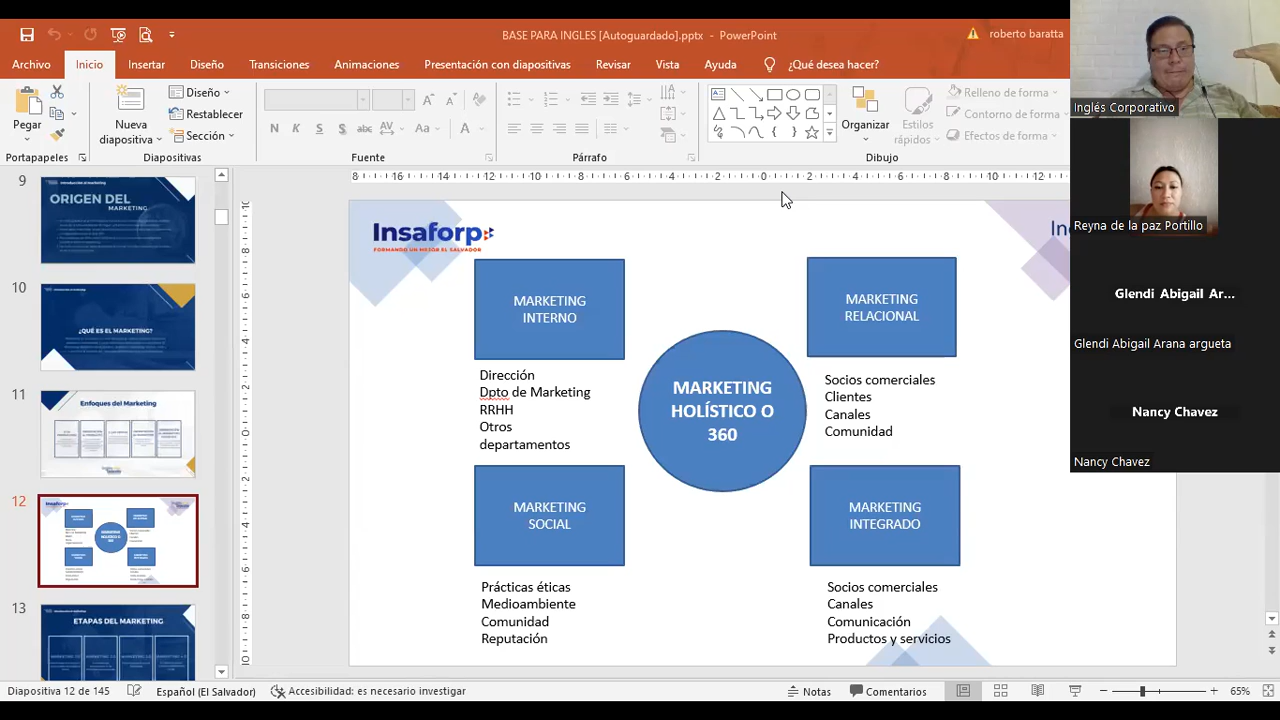 BASE PARA INGLES [Autoguardado].pptx - PowerPoint
roberto baratta
Archivo
Inicio
Insertar
Diseño
Transiciones
Animaciones
Presentación con diapositivas
Revisar
Vista
Ayuda
¿Qué desea hacer?
Pegar
Nueva
diapositiva
Diseño
Restablecer
Sección
N K S S abc AV Aa A
Organizar
Estilos
rápidos
Relleno de forma
Contorno de forma
Efectos de forma
Portapapeles
Diapositivas
Fuente
Párrafo
Dibujo
9
Introducción al marketing
ORIGEN DEL
MARKETING
10
¿QUÉ ES EL MARKETING?
11
Enfoques del Marketing
12
13
ETAPAS DEL MARKETING
Insaforp
FORMANDO UN MEJOR EL SALVADOR
In
MARKETING
INTERNO
Dirección
Dpto de Marketing
RRHH
Otros
departamentos
MARKETING
RELACIONAL
Socios comerciales
Clientes
Canales
Comunidad
MARKETING
HOLÍSTICO O
360
MARKETING
SOCIAL
Prácticas éticas
Medioambiente
Comunidad
Reputación
MARKETING
INTEGRADO
Socios comerciales
Canales
Comunicación
Productos y servicios
Inglés Corporativo
Reyna de la paz Portillo
Glendi Abigail Ar...
Glendi Abigail Arana argueta
Nancy Chavez
Nancy Chavez
Diapositiva 12 de 145
Español (El Salvador)
Accesibilidad: es necesario investigar
Notas
Comentarios
65%